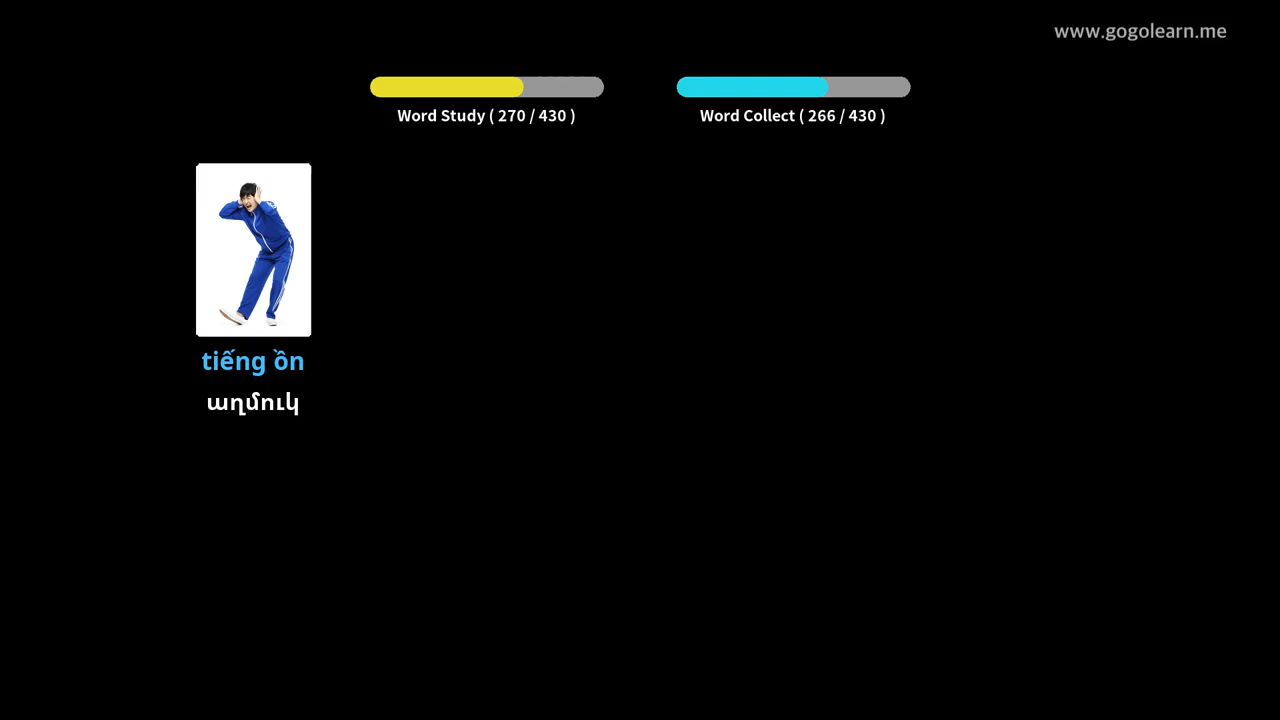 www.gogolearn.me
Word Study ( 270 / 430 )
Word Collect ( 266 / 430 )
tiếng ồn
աղմուկ